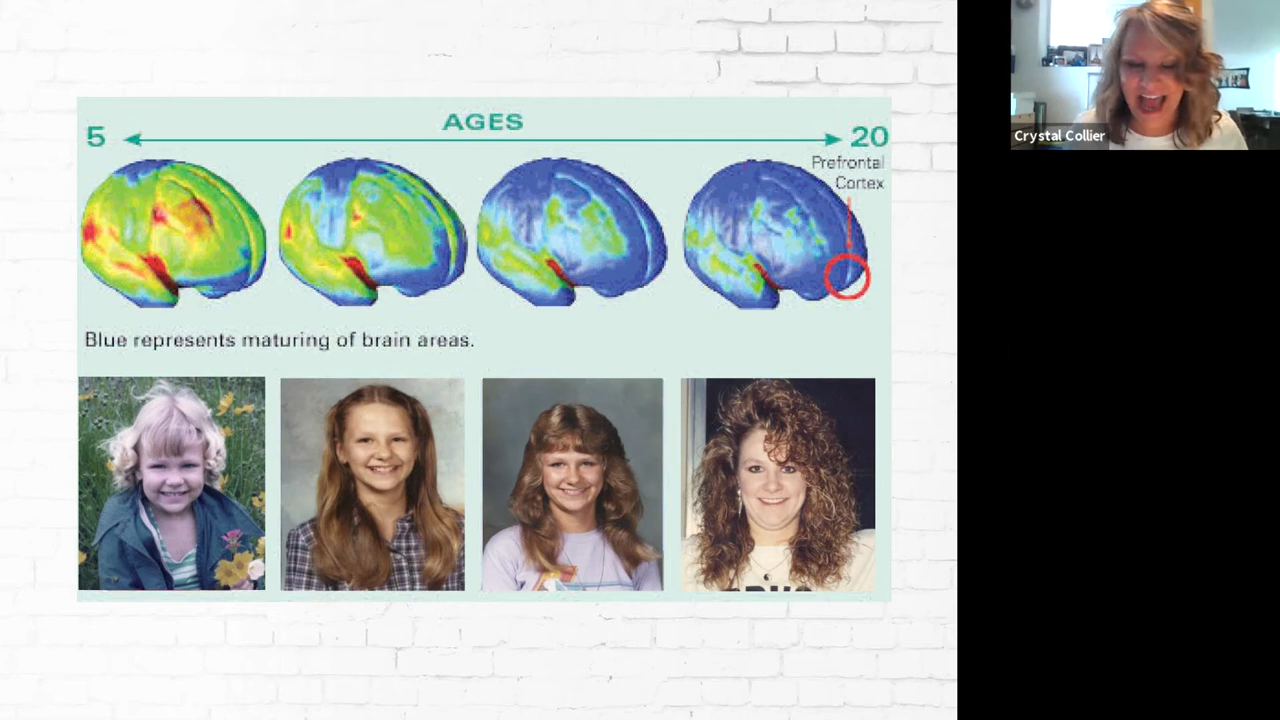 AGES
5
20
Prefrontal
Cortex
Blue represents maturing of brain areas.
Crystal Collier